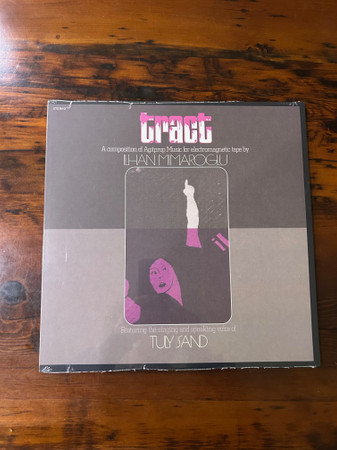 STEREO
tract
A composition of Agitprop Music for electromagnetic tape by
ILHAN MIMAROGLU
Featuring the singing and speaking voice of
TULY SAND